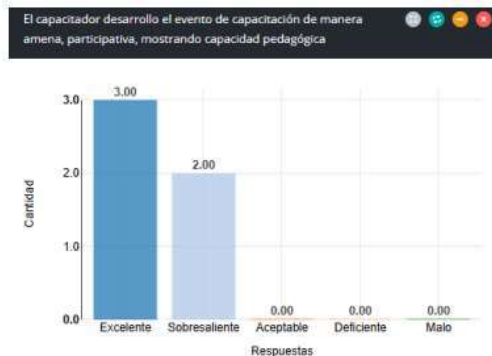 El capacitador desarrollo el evento de capacitación de manera
amena, participativa, mostrando capacidad pedagógica
3.00
3.0
2.00
2.0
Cantidad
1.0
0.00 0.00 0.00
0.0
Excelente Sobresaliente Aceptable Deficiente Malo
Respuestas